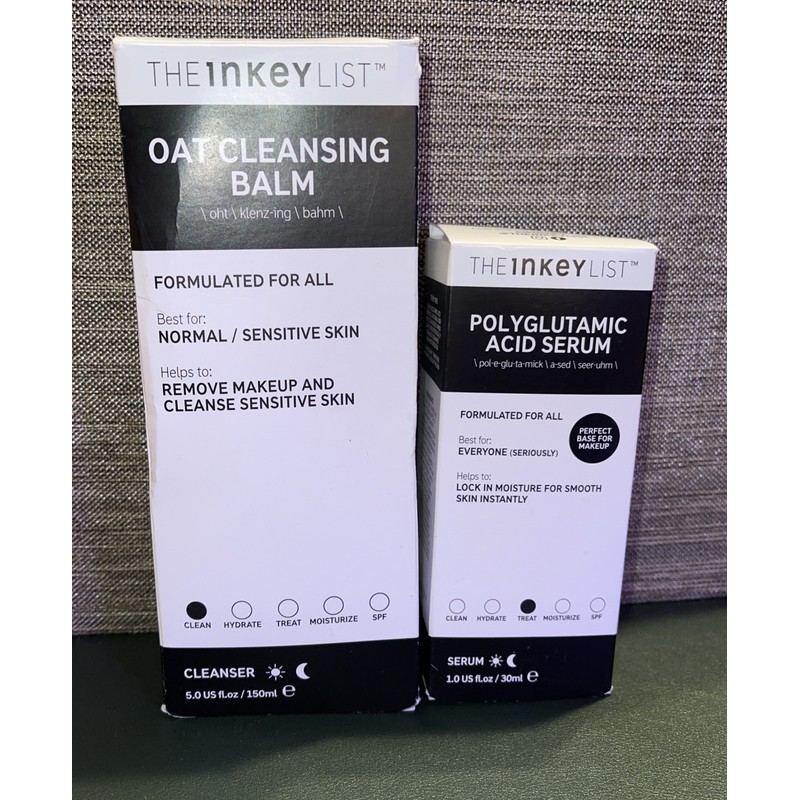 THE INKEY LIST™
OAT CLEANSING
BALM
\ oht \ klenz-ing \ bahm \
FORMULATED FOR ALL
Best for:
NORMAL / SENSITIVE SKIN
Helps to:
REMOVE MAKEUP AND
CLEANSE SENSITIVE SKIN
CLEAN HYDRATE TREAT MOISTURIZE SPF
CLEANSER
5.0 US fl.oz / 150ml ℮
THE INKEY LIST™
POLYGLUTAMIC
ACID SERUM
\ pol-e-glu-ta-mick \ a-sed \ seer-uhm \
FORMULATED FOR ALL
Best for:
EVERYONE (SERIOUSLY)
PERFECT
BASE FOR
MAKEUP
Helps to:
LOCK IN MOISTURE FOR SMOOTH
SKIN INSTANTLY
CLEAN HYDRATE TREAT MOISTURIZE SPF
SERUM
1.0 US fl.oz / 30ml ℮